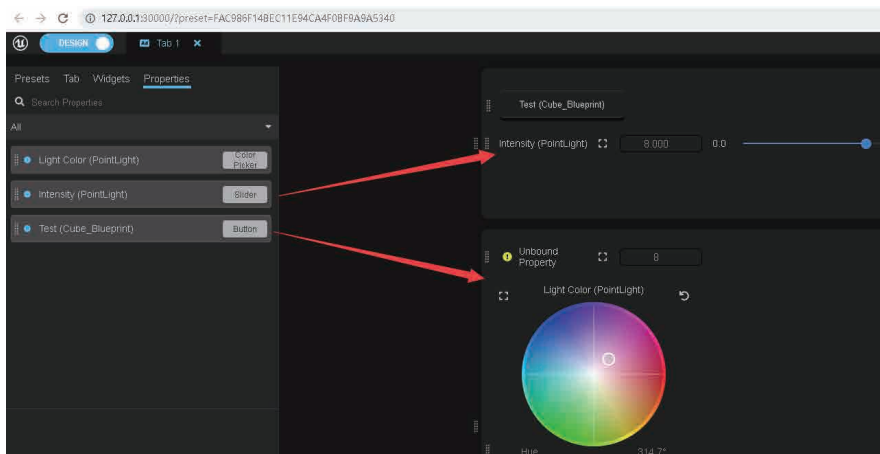 127.0.0.1:30000/?preset=FAC986F14BEC11E94CA4F0BF9A9A5340
DESIGN
Tab 1
Presets Tab Widgets Properties
Search Properties
All
Light Color (PointLight)
Color Picker
Intensity (PointLight)
Slider
Test (Cube_Blueprint)
Button
Test (Cube_Blueprint)
Intensity (PointLight) 8.000 0.0
Unbound
Property
8
Light Color (PointLight)
Hue 314.7°